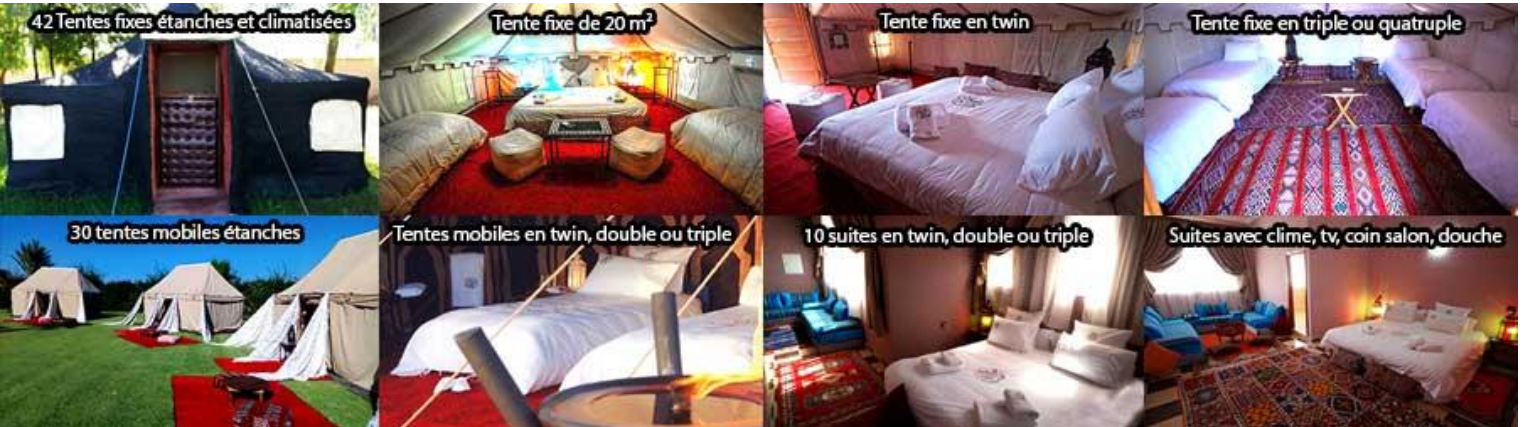 42 Tentes fixes étanches et climatisées
Tente fixe de 20 m²
Tente fixe en twin
Tente fixe en triple ou quatruple
30 tentes mobiles étanches
Tentes mobiles en twin, double ou triple
10 suites en twin, double ou triple
Suites avec clime, tv, coin salon, douche